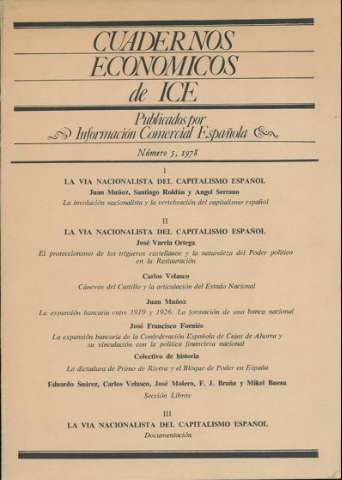 CUADERNOS
ECONOMICOS
de ICE
Publicados por
Información Comercial Española
Número 5, 1978
I
LA VIA NACIONALISTA DEL CAPITALISMO ESPAÑOL
Juan Muñoz, Santiago Roldán y Angel Serrano
La involución nacionalista y la vertebración del capitalismo español
II
LA VIA NACIONALISTA DEL CAPITALISMO ESPAÑOL
José Varela Ortega
El proteccionismo de los trigueros castellanos y la naturaleza del Poder político
en la Restauración
Carlos Velasco
Cánovas del Castillo y la articulación del Estado Nacional
Juan Muñoz
La expansión bancaria entre 1919 y 1926: La formación de una banca nacional
José Francisco Forniés
La expansión bancaria de la Confederación Española de Cajas de Ahorro y
su vinculación con la política financiera nacional
Colectivo de historia
La dictadura de Primo de Rivera y el Bloque de Poder en España
Eduardo Suárez, Carlos Velasco, José Molero, F. J. Braña y Mikel Buesa
Sección Libros
III
LA VIA NACIONALISTA DEL CAPITALISMO ESPAÑOL
Documentación